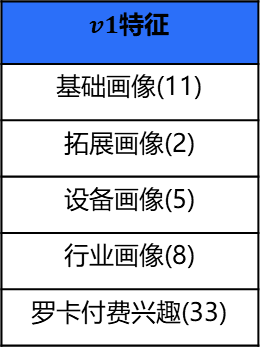 v1特征
基础画像(11)
拓展画像(2)
设备画像(5)
行业画像(8)
罗卡付费兴趣(33)